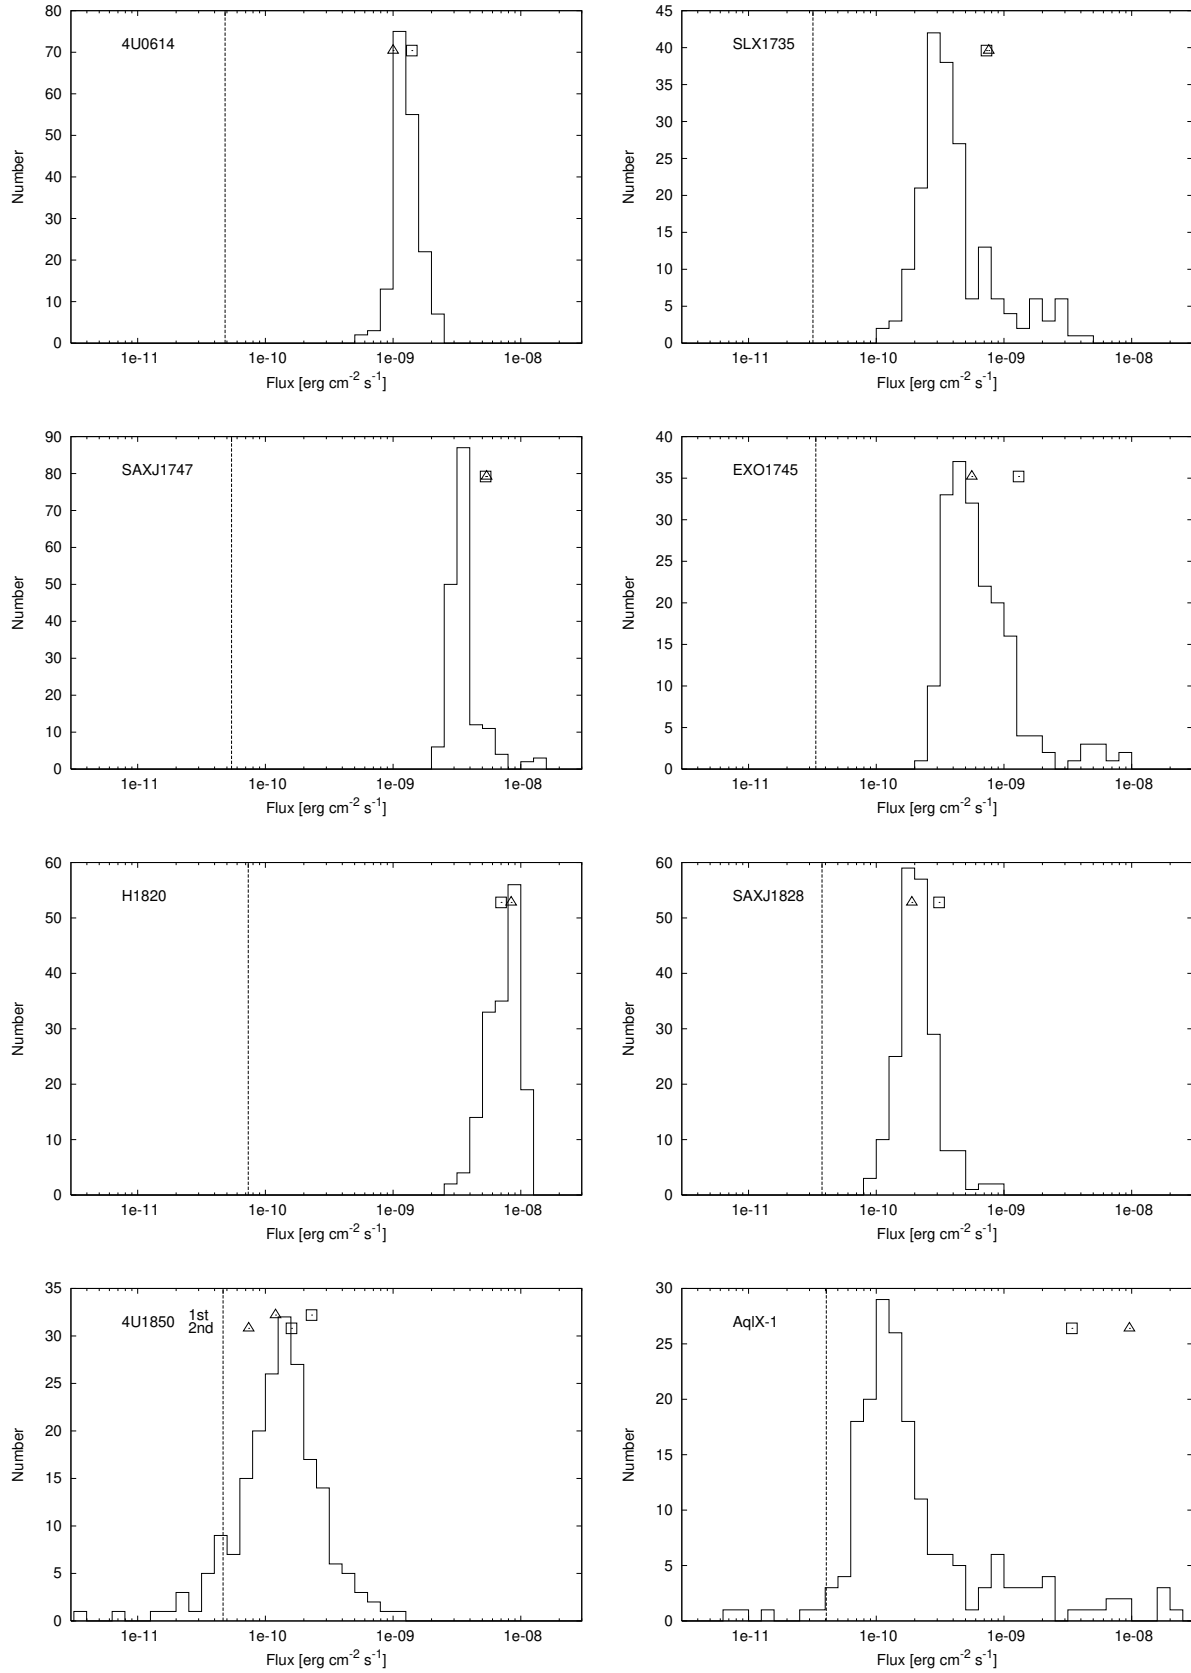 4U0614
Number
80
70
60
50
40
30
20
10
0
1e-11 1e-10 1e-09 1e-08
Flux [erg cm-2 s-1]
SLX1735
Number
45
40
35
30
25
20
15
10
5
0
1e-11 1e-10 1e-09 1e-08
Flux [erg cm-2 s-1]
SAXJ1747
Number
90
80
70
60
50
40
30
20
10
0
1e-11 1e-10 1e-09 1e-08
Flux [erg cm-2 s-1]
EXO1745
Number
40
35
30
25
20
15
10
5
0
1e-11 1e-10 1e-09 1e-08
Flux [erg cm-2 s-1]
H1820
Number
60
50
40
30
20
10
0
1e-11 1e-10 1e-09 1e-08
Flux [erg cm-2 s-1]
SAXJ1828
Number
60
50
40
30
20
10
0
1e-11 1e-10 1e-09 1e-08
Flux [erg cm-2 s-1]
4U1850 1st
2nd
Number
35
30
25
20
15
10
5
0
1e-11 1e-10 1e-09 1e-08
Flux [erg cm-2 s-1]
AqlX-1
Number
30
25
20
15
10
5
0
1e-11 1e-10 1e-09 1e-08
Flux [erg cm-2 s-1]